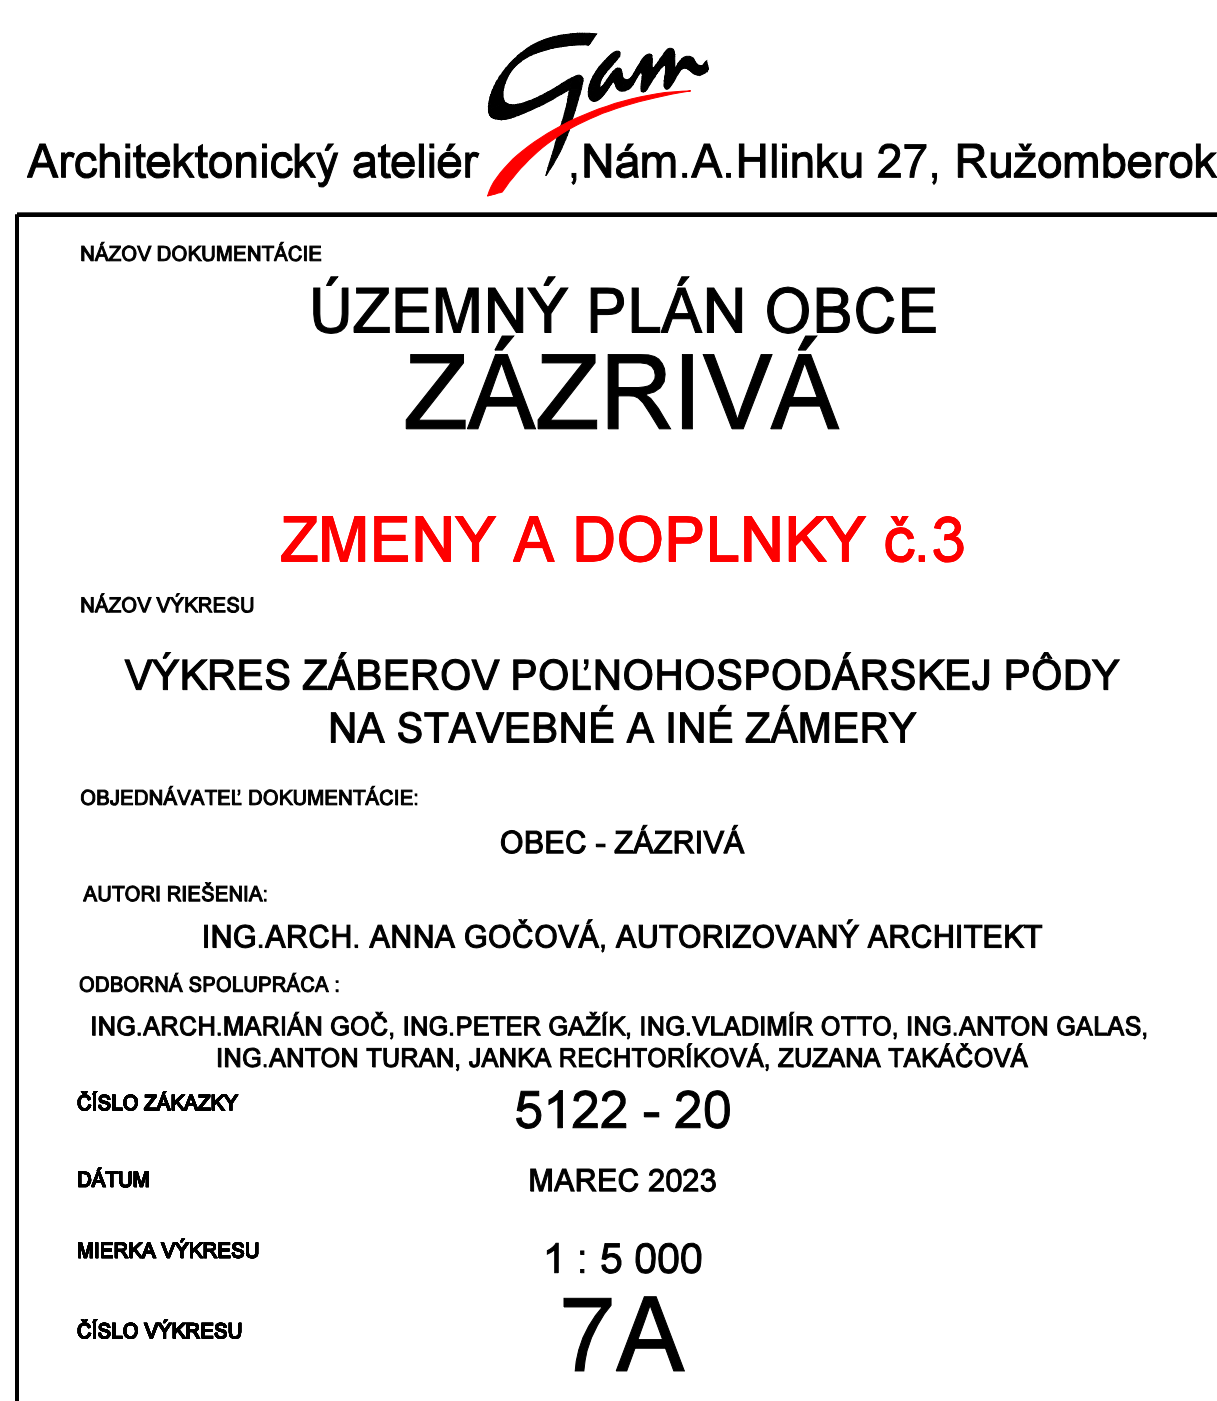 Architektonický ateliér Gam ,Nám.A.Hlinku 27, Ružomberok
NÁZOV DOKUMENTÁCIE
ÚZEMNÝ PLÁN OBCE
ZÁZRIVÁ
ZMENY A DOPLNKY č.3
NÁZOV VÝKRESU
VÝKRES ZÁBEROV POĽNOHOSPODÁRSKEJ PÔDY
NA STAVEBNÉ A INÉ ZÁMERY
OBJEDNÁVATEĽ DOKUMENTÁCIE:
OBEC - ZÁZRIVÁ
AUTORI RIEŠENIA:
ING.ARCH. ANNA GOČOVÁ, AUTORIZOVANÝ ARCHITEKT
ODBORNÁ SPOLUPRÁCA :
ING.ARCH.MARIÁN GOČ, ING.PETER GAŽÍK, ING.VLADIMÍR OTTO, ING.ANTON GALAS,
ING.ANTON TURAN, JANKA RECHTORÍKOVÁ, ZUZANA TAKÁČOVÁ
ČÍSLO ZÁKAZKY 5122 - 20
DÁTUM MAREC 2023
MIERKA VÝKRESU 1 : 5 000
ČÍSLO VÝKRESU 7A